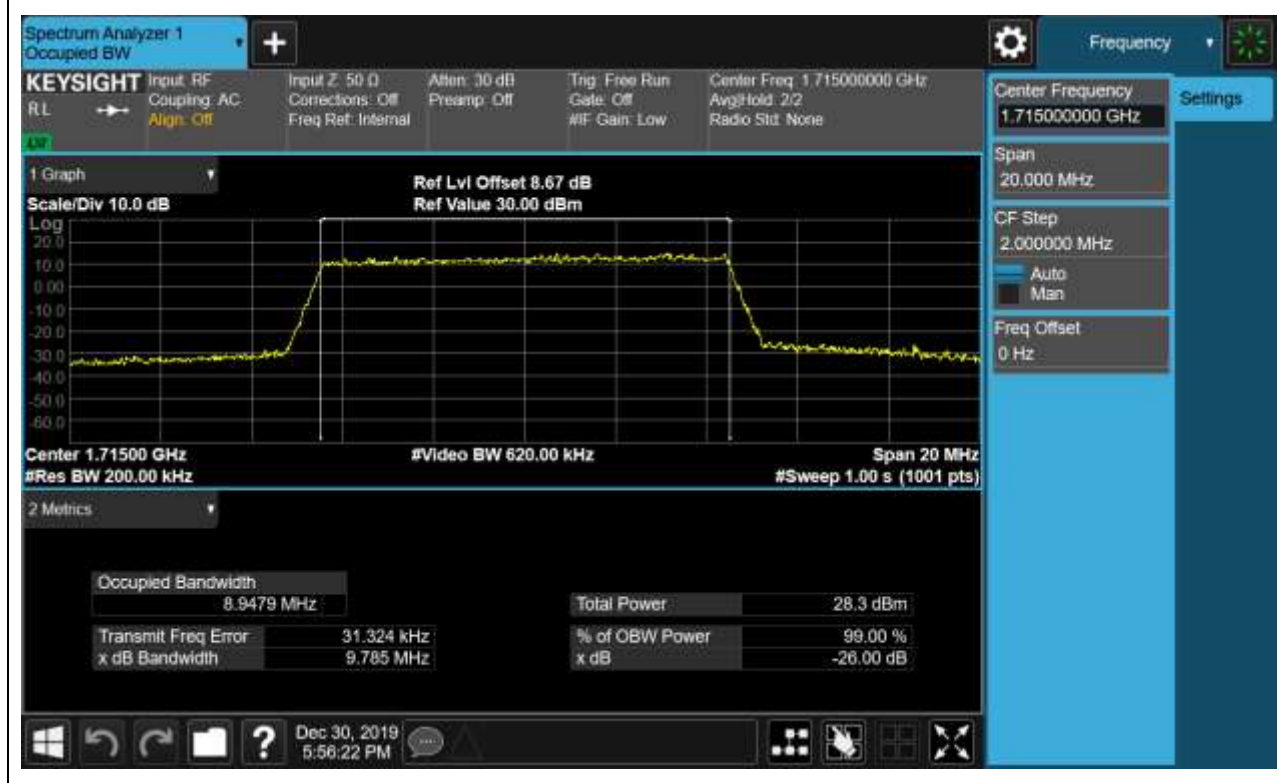 Spectrum Analyzer 1
Occupied BW
Frequency
KEYSIGHT
RL
Input: RF
Coupling: AC
Align: Off
Input Z: 50 Ω
Corrections: Off
Freq Ref: Internal
Atten: 30 dB
Preamp: Off
Trig: Free Run
Gate: Off
#IF Gain: Low
Center Freq: 1.715000000 GHz
Avg|Hold: 2/2
Radio Std: None
Center Frequency
1.715000000 GHz
Settings
Span
20.000 MHz
CF Step
2.000000 MHz
Auto
Man
Freq Offset
0 Hz
1 Graph
Scale/Div 10.0 dB
Ref Lvl Offset 8.67 dB
Ref Value 30.00 dBm
Log
20.0
10.0
0.00
-10.0
-20.0
-30.0
-40.0
-50.0
-60.0
Center 1.71500 GHz
#Video BW 620.00 kHz
Span 20 MHz
#Res BW 200.00 kHz
#Sweep 1.00 s (1001 pts)
2 Metrics
Occupied Bandwidth
8.9479 MHz
Total Power
28.3 dBm
Transmit Freq Error
31.324 kHz
% of OBW Power
99.00 %
x dB Bandwidth
9.785 MHz
x dB
-26.00 dB
?
Dec 30, 2019
5:56:22 PM